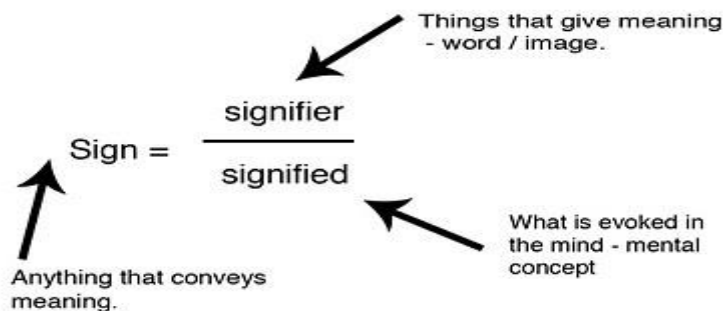 Things that give meaning
- word / image.
signifier
Sign =
signified
What is evoked in
the mind - mental
concept
Anything that conveys
meaning.